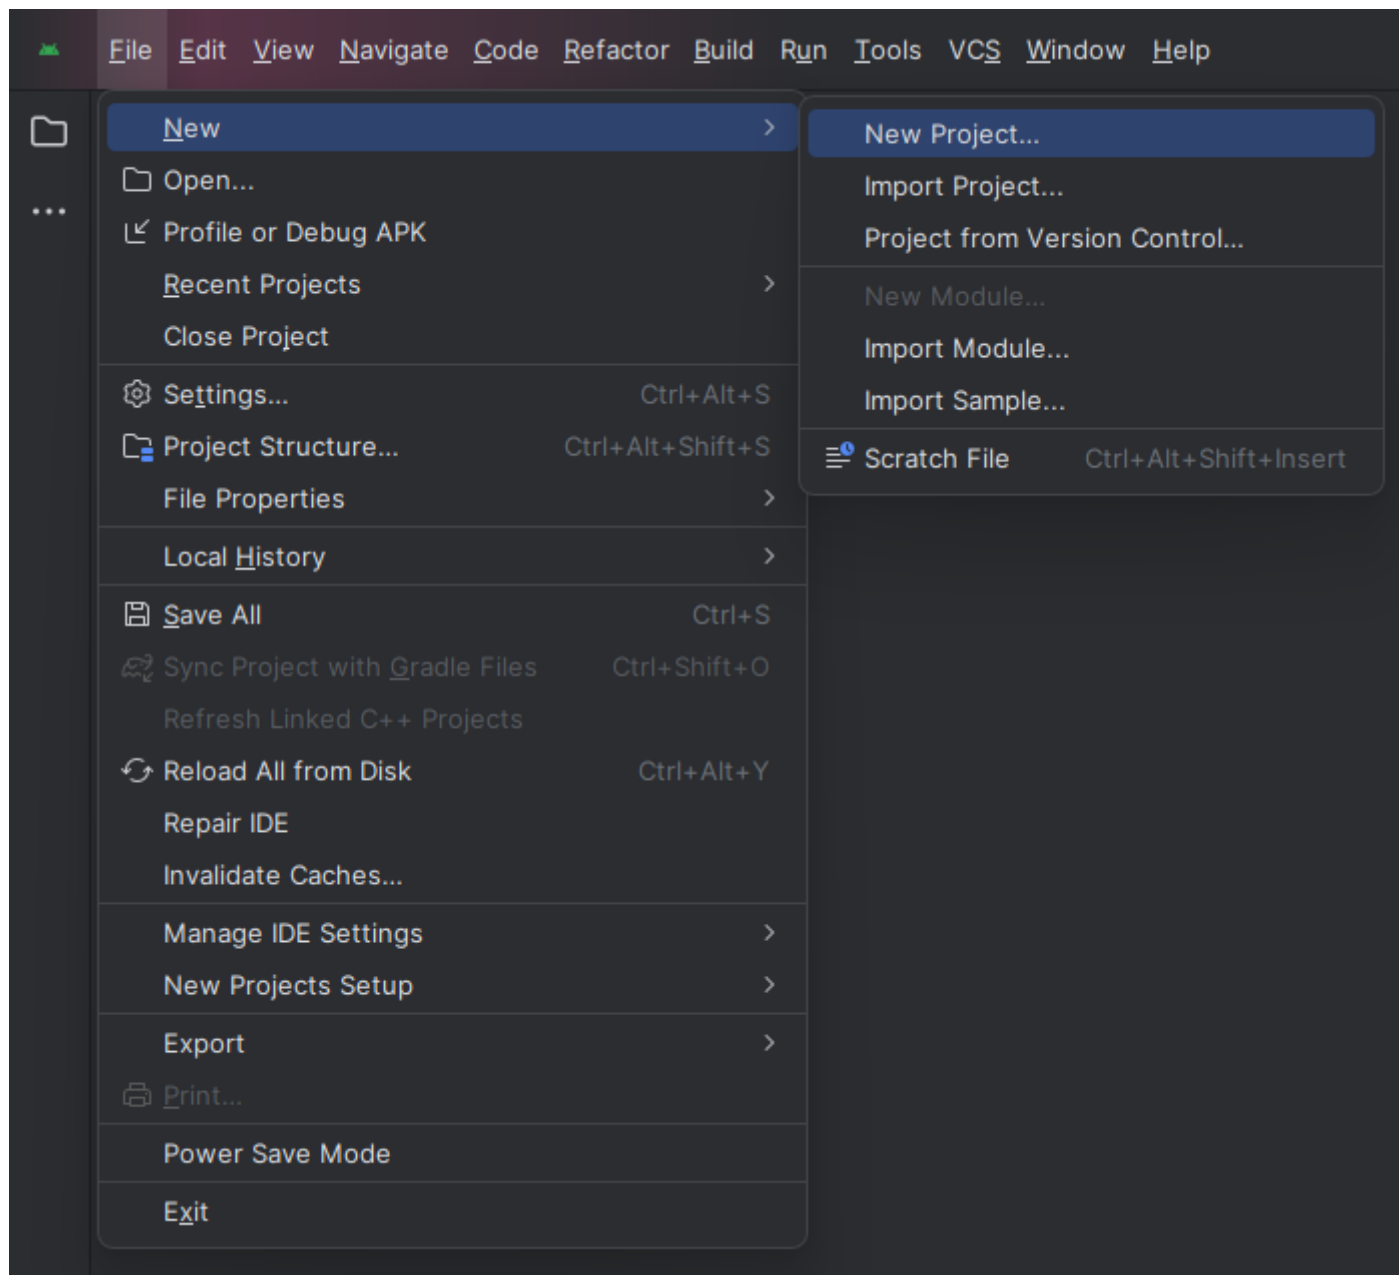 File Edit View Navigate Code Refactor Build Run Tools VCS Window Help
New
Open...
Profile or Debug APK
Recent Projects
Close Project
Settings... Ctrl+Alt+S
Project Structure... Ctrl+Alt+Shift+S
File Properties
Local History
Save All Ctrl+S
Sync Project with Gradle Files Ctrl+Shift+O
Refresh Linked C++ Projects
Reload All from Disk Ctrl+Alt+Y
Repair IDE
Invalidate Caches...
Manage IDE Settings
New Projects Setup
Export
Print...
Power Save Mode
Exit
New Project...
Import Project...
Project from Version Control...
New Module...
Import Module...
Import Sample...
Scratch File Ctrl+Alt+Shift+Insert